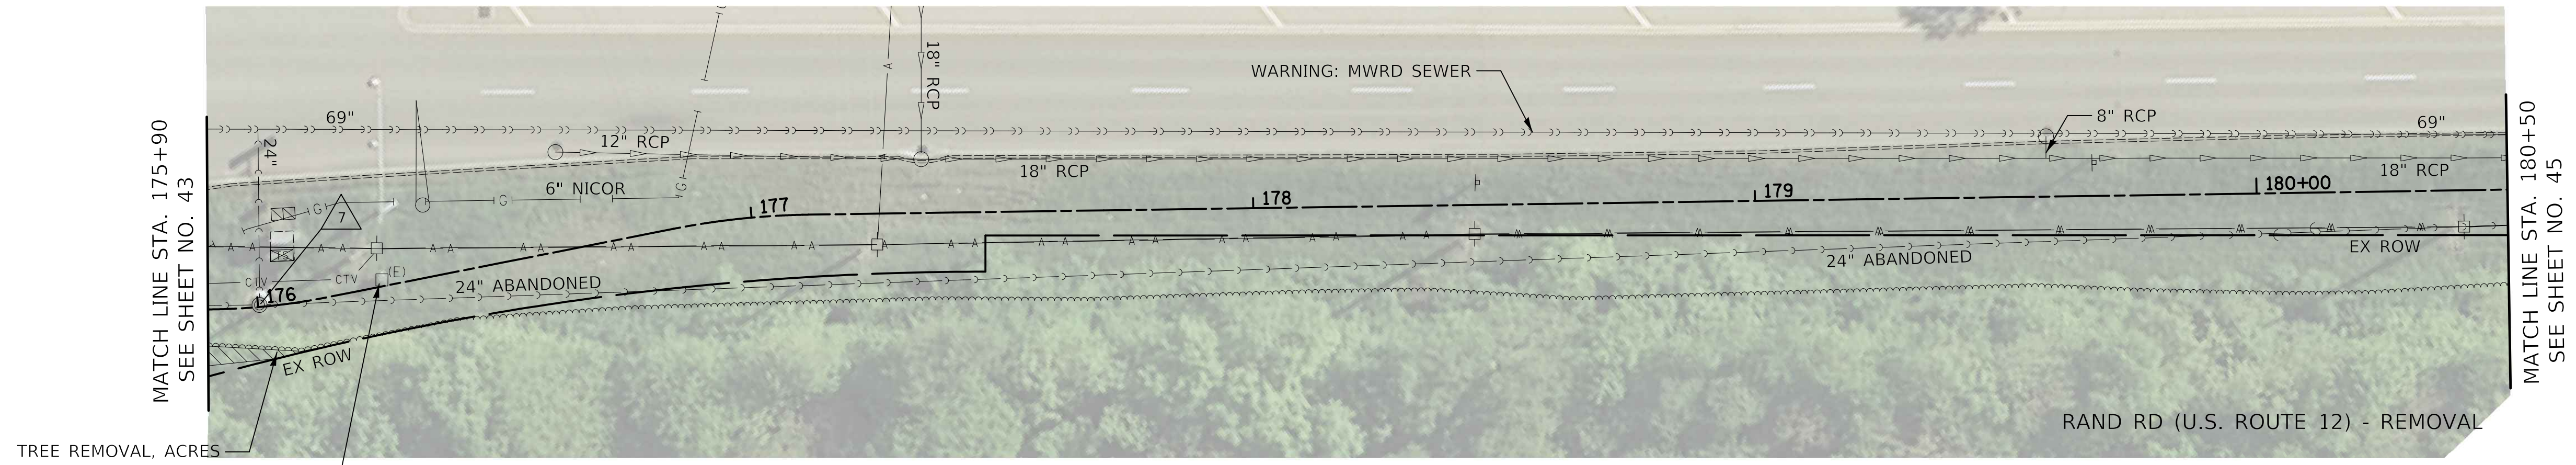 MATCH LINE STA. 175+90
SEE SHEET NO. 43
69"
24"
12" RCP
18" RCP
A
WARNING: MWRD SEWER
8" RCP
69"
6" NICOR
G
G
G
G
18" RCP
18" RCP
7
177
178
179
180+00
A A A A A A A A A A A A A A A A A A A A A A A A A A A A
CTV
CTV
(E)
176
24" ABANDONED
24" ABANDONED
EX ROW
EX ROW
TREE REMOVAL, ACRES
RAND RD (U.S. ROUTE 12) - REMOVAL
MATCH LINE STA. 180+50
SEE SHEET NO. 45